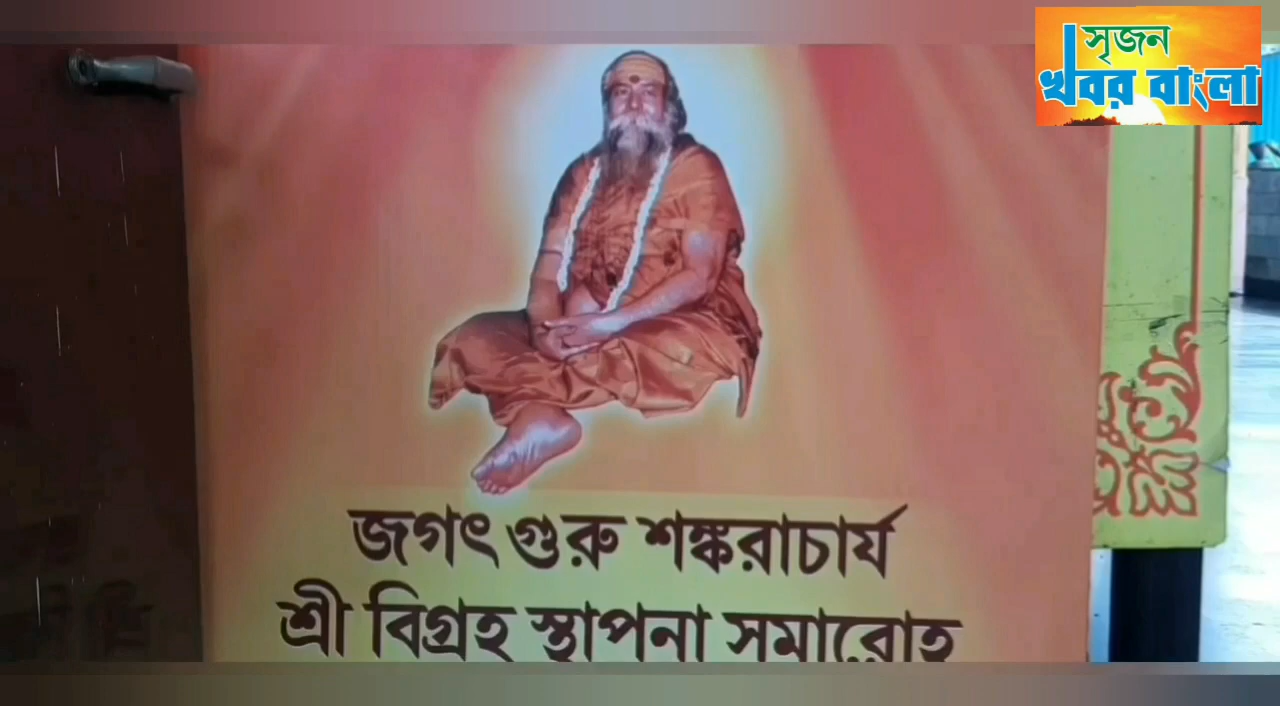 সৃজন
খবর বাংলা
জগৎ গুরু শঙ্করাচার্য
শ্রী বিগ্রহ স্থাপনা সমারোহ